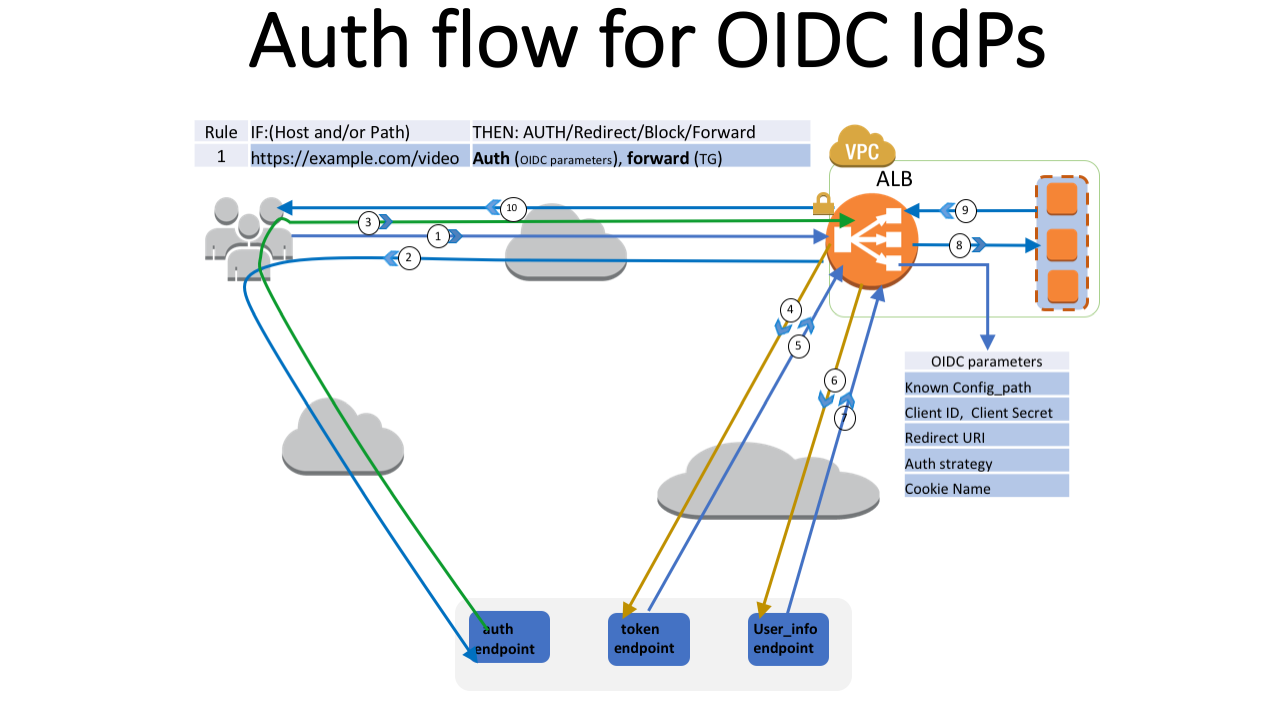 Auth flow for OIDC IdPs
Rule IF:(Host and/or Path) THEN: AUTH/Redirect/Block/Forward
1 https://example.com/video Auth (OIDC parameters), forward (TG)
VPC
ALB
10
3
1
2
9
8
4
5
6
7
OIDC parameters
Known Config_path
Client ID, Client Secret
Redirect URI
Auth strategy
Cookie Name
auth
endpoint
token
endpoint
User_info
endpoint